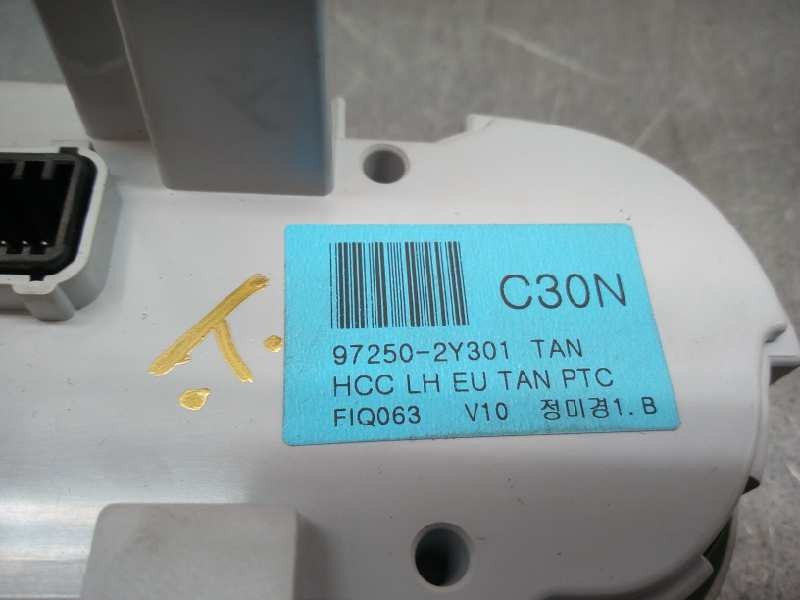 C30N
97250-2Y301 TAN
HCC LH EU TAN PTC
FIQ063 V10 정미경1. B